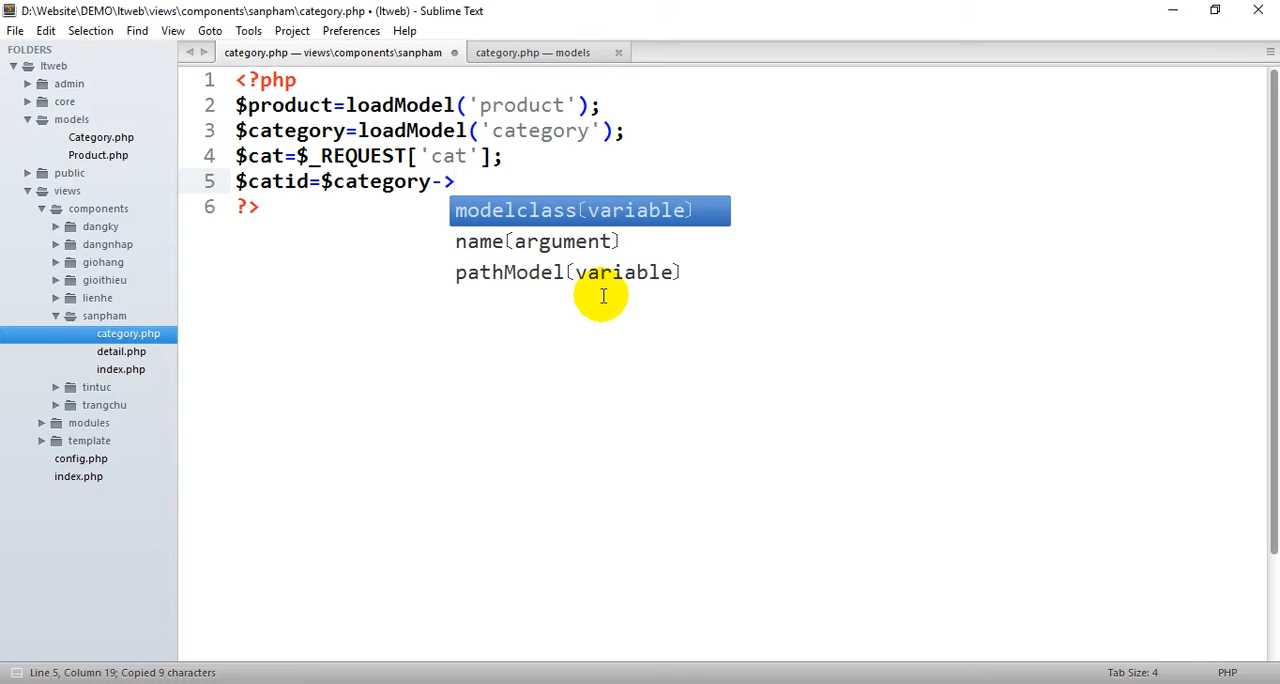 D:\Website\DEMO\ltweb\views\components\sanpham\category.php • (ltweb) - Sublime Text
File Edit Selection Find View Goto Tools Project Preferences Help
FOLDERS
ltweb
admin
core
models
Category.php
Product.php
public
views
components
dangky
dangnhap
giohang
gioithieu
lienhe
sanpham
category.php
detail.php
index.php
tintuc
trangchu
modules
template
config.php
index.php
category.php — views\components\sanpham
category.php — models
1 <?php
2 $product=loadModel('product');
3 $category=loadModel('category');
4 $cat=$_REQUEST['cat'];
5 $catid=$category->
6 ?>
modelclass(variable)
name(argument)
pathModel(variable)
Line 5, Column 19; Copied 9 characters
Tab Size: 4
PHP